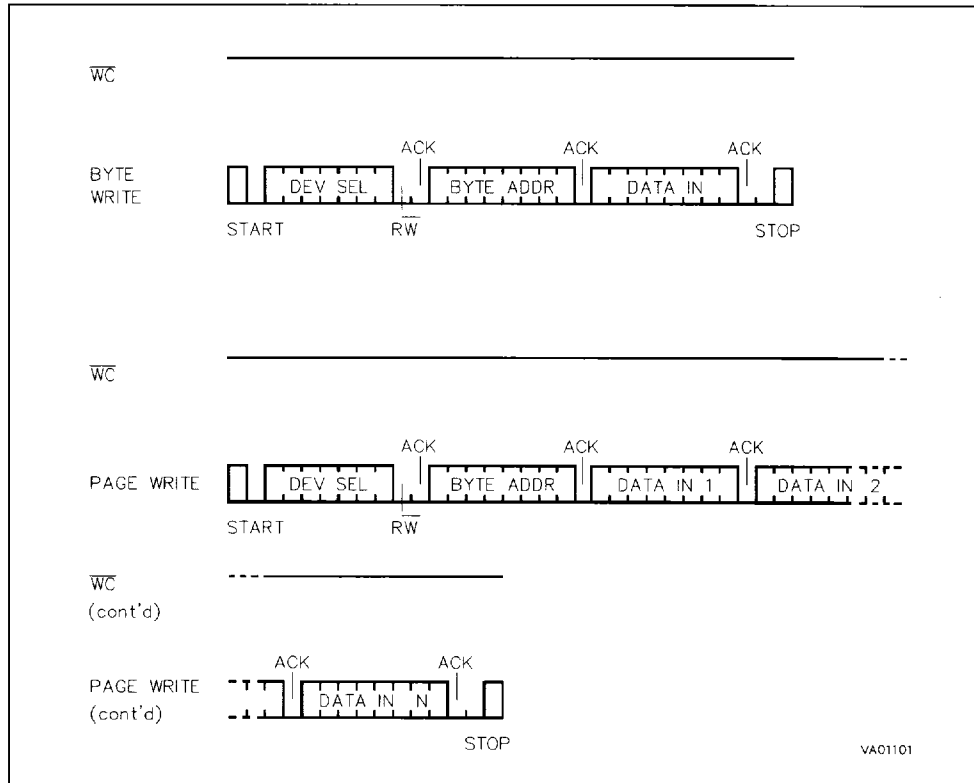 WC
ACK ACK ACK
BYTE
WRITE
DEV SEL BYTE ADDR DATA IN
START RW STOP
WC
ACK ACK ACK
PAGE WRITE DEV SEL BYTE ADDR DATA IN 1 DATA IN 2
START RW
WC
(cont'd)
ACK ACK
PAGE WRITE
(cont'd)
DATA IN N
STOP
VA01101